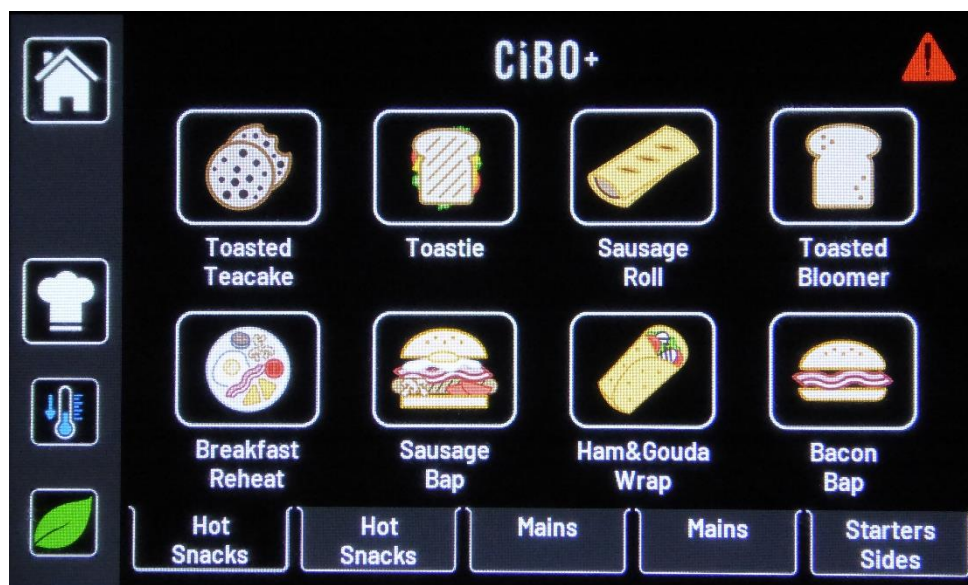 CiBO+
Toasted
Teacake
Toastie
Sausage
Roll
Toasted
Bloomer
Breakfast
Reheat
Sausage
Bap
Ham&Gouda
Wrap
Bacon
Bap
Hot
Snacks
Hot
Snacks
Mains
Mains
Starters
Sides